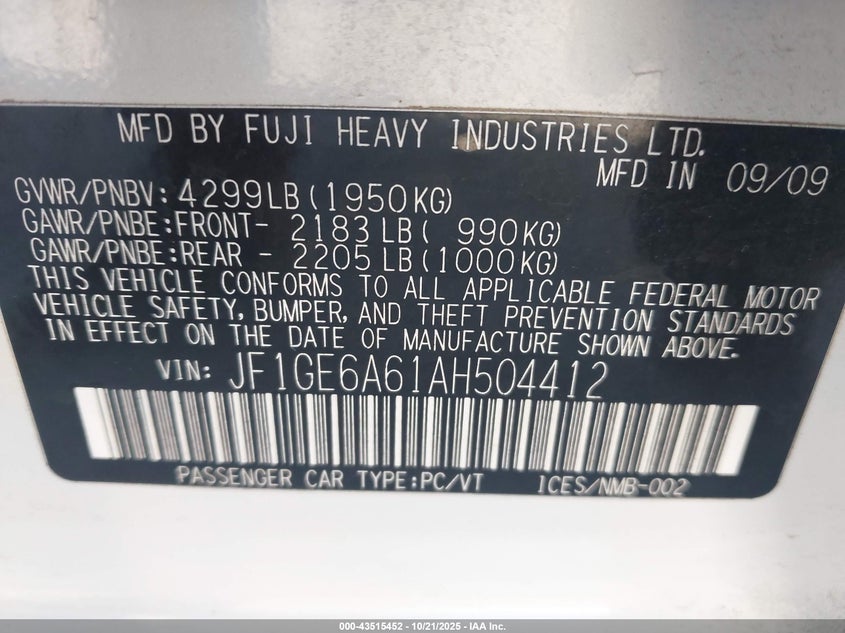 MFD BY FUJI HEAVY INDUSTRIES LTD.
MFD IN 09/09
GVWR/PNBV: 4299LB(1950KG)
GAWR/PNBE:FRONT- 2183LB( 990KG)
GAWR/PNBE:REAR - 2205LB(1000KG)
THIS VEHICLE CONFORMS TO ALL APPLICABLE FEDERAL MOTOR
VEHICLE SAFETY, BUMPER, AND THEFT PREVENTION STANDARDS
IN EFFECT ON THE DATE OF MANUFACTURE SHOWN ABOVE.
VIN: JF1GE6A61AH504412
PASSENGER CAR TYPE:PC/VT ICES/NMB-002
000-43515452 - 10/21/2025 - IAA Inc.